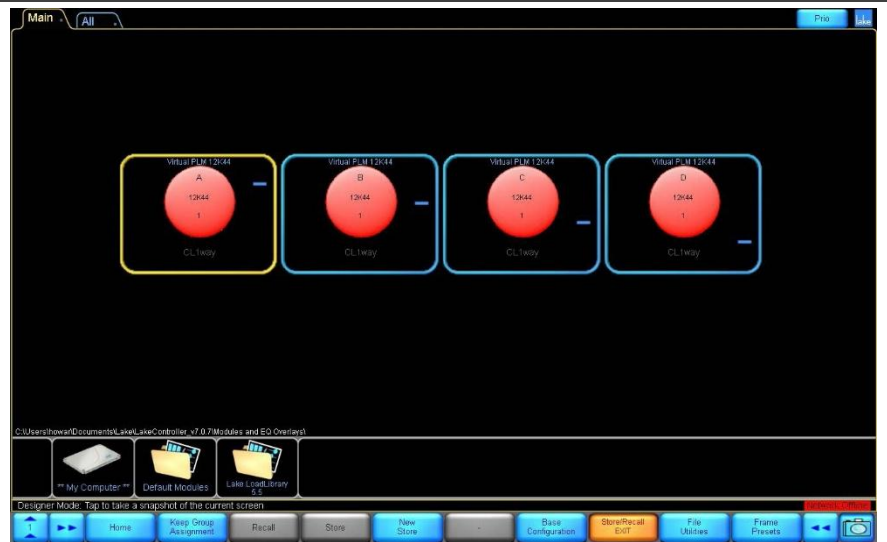 Main
All
Prio
lake
Virtual PLM 12K44
A
12K44
1
CL1way
Virtual PLM 12K44
B
12K44
1
CL1way
Virtual PLM 12K44
C
12K44
1
CL1way
Virtual PLM 12K44
D
12K44
1
CL1way
C:\Users\howar\Documents\Lake\LakeController_v7.0.7\Modules and EQ Overlays\
** My Computer **
Default Modules
Lake LoadLibrary
5.5
Designer Mode: Tap to take a snapshot of the current screen
Network Offline
1
Home
Keep Group
Assignment
Recall
Store
New
Store
-
Base
Configuration
Store/Recall
EXIT
File
Utilities
Frame
Presets